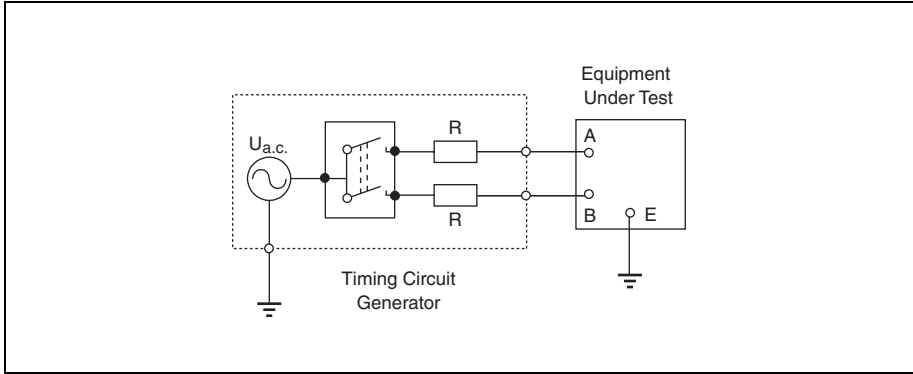 Equipment
Under Test
U a.c.
R
A
R
B
E
Timing Circuit
Generator